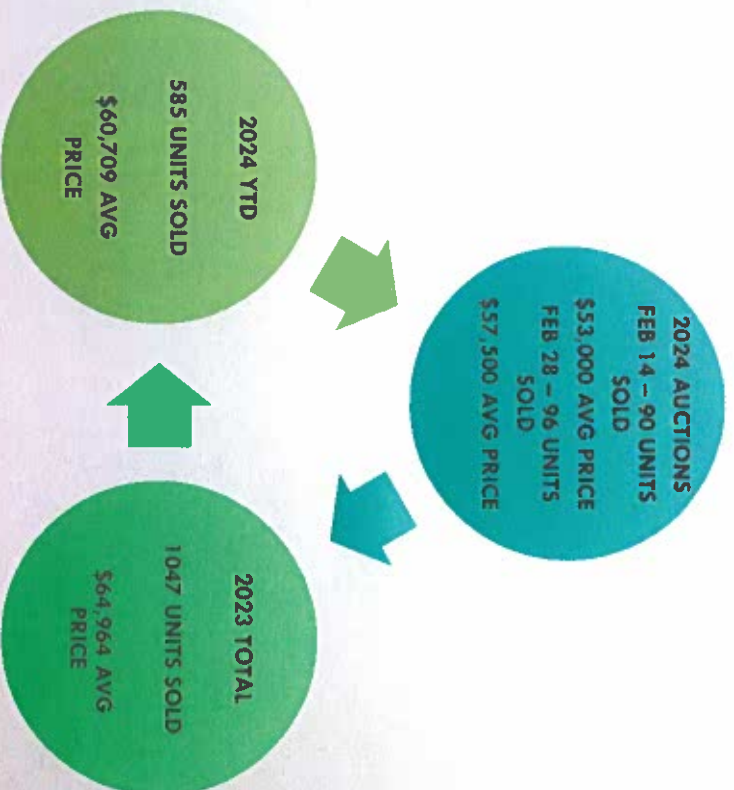 2024 AUCTIONS
FEB 14 – 90 UNITS
SOLD
$53,000 AVG PRICE
FEB 28 – 96 UNITS
SOLD
$57,500 AVG PRICE
2024 YTD
585 UNITS SOLD
$60,709 AVG
PRICE
2023 TOTAL
1047 UNITS SOLD
$64,964 AVG
PRICE